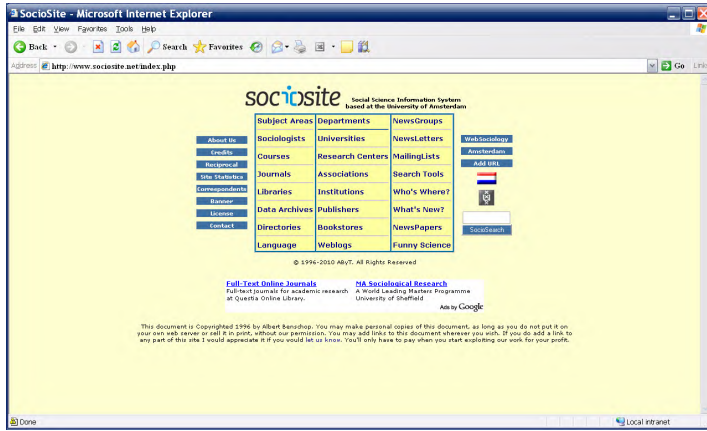 SocioSite - Microsoft Internet Explorer
File Edit View Favorites Tools Help
Back Search Favorites
Address http://www.sociosite.net/index.php Go Link
sociosite Social Science Information System
based at the University of Amsterdam
Subject Areas Departments NewsGroups
Sociologists Universities NewsLetters
Courses Research Centers MailingLists
Journals Associations Search Tools
Libraries Institutions Who's Where?
Data Archives Publishers What's New?
Directories Bookstores NewsPapers
Language Weblogs Funny Science
About Us
Credits
Reciprocal
Site Statistics
Correspondents
Banner
License
Contact
WebSociology
Amsterdam
Add URL
SocioSearch
© 1996-2010 AByT. All Rights Reserved
Full-Text Online Journals
Full-text journals for academic research
at Questia Online Library.
MA Sociological Research
A World Leading Masters Programme
University of Sheffield
Ads by Google
This document is Copyrighted 1996 by Albert Benschop. You may make personal copies of this document, as long as you do not put it on
your own web server or sell it in print, without our permission. You may add links to this document wherever you wish. If you do add a link to
any part of this site I would appreciate it if you would let us know. You'll only have to pay when you start exploiting our work for your profit.
Done Local intranet